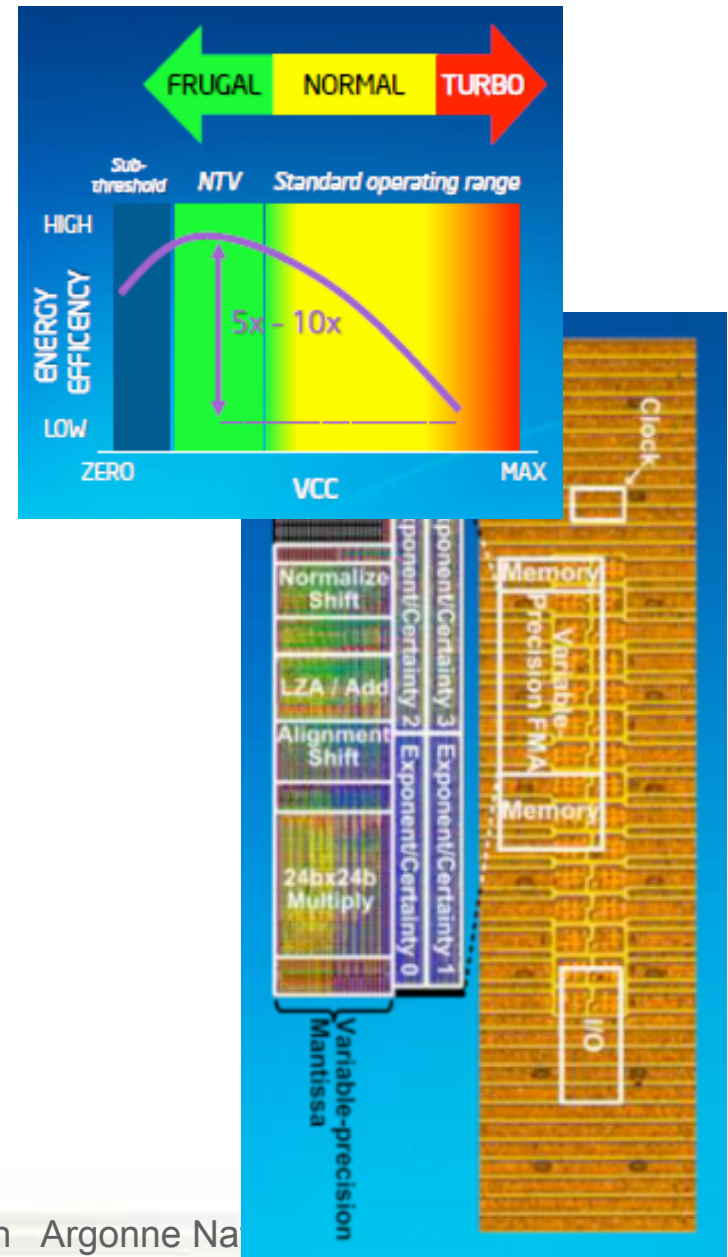 FRUGAL NORMAL TURBO
Sub-
threshold NTV Standard operating range
HIGH
ENERGY
EFFICENCY
5x – 10x
LOW
ZERO VCC MAX
Clock
Memory
Variable-
Precision FMA
Memory
I/O
Normalize
Shift
LZA / Add
Alignment
Shift
24bx24b
Multiply
ponent/Certainty 2
xponent/Certainty 3
Exponent/Certainty 0
Exponent/Certainty 1
Variable-precision
Mantissa
n Argonne Na